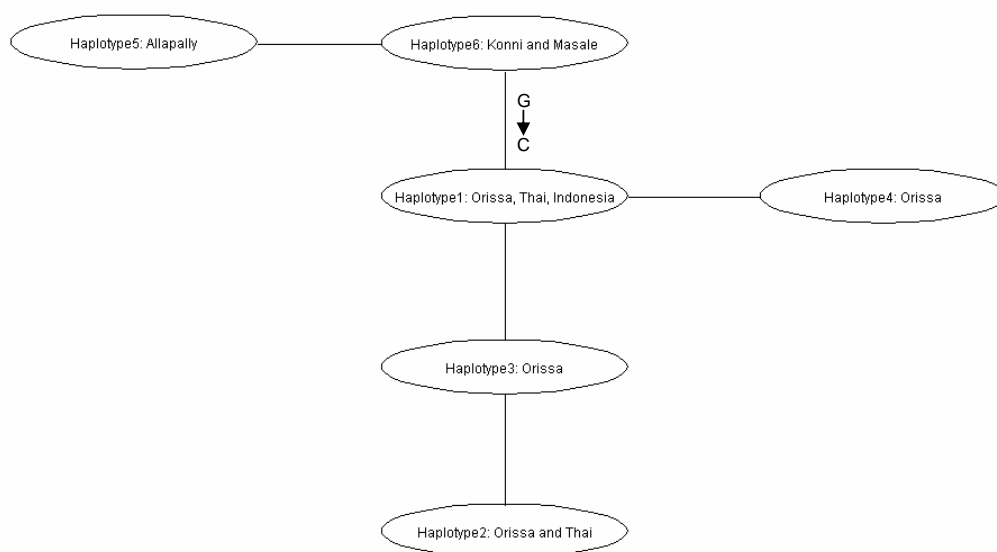 Haplotype5: Allapally
Haplotype6: Konni and Masale
G
C
Haplotype1: Orissa, Thai, Indonesia
Haplotype4: Orissa
Haplotype3: Orissa
Haplotype2: Orissa and Thai